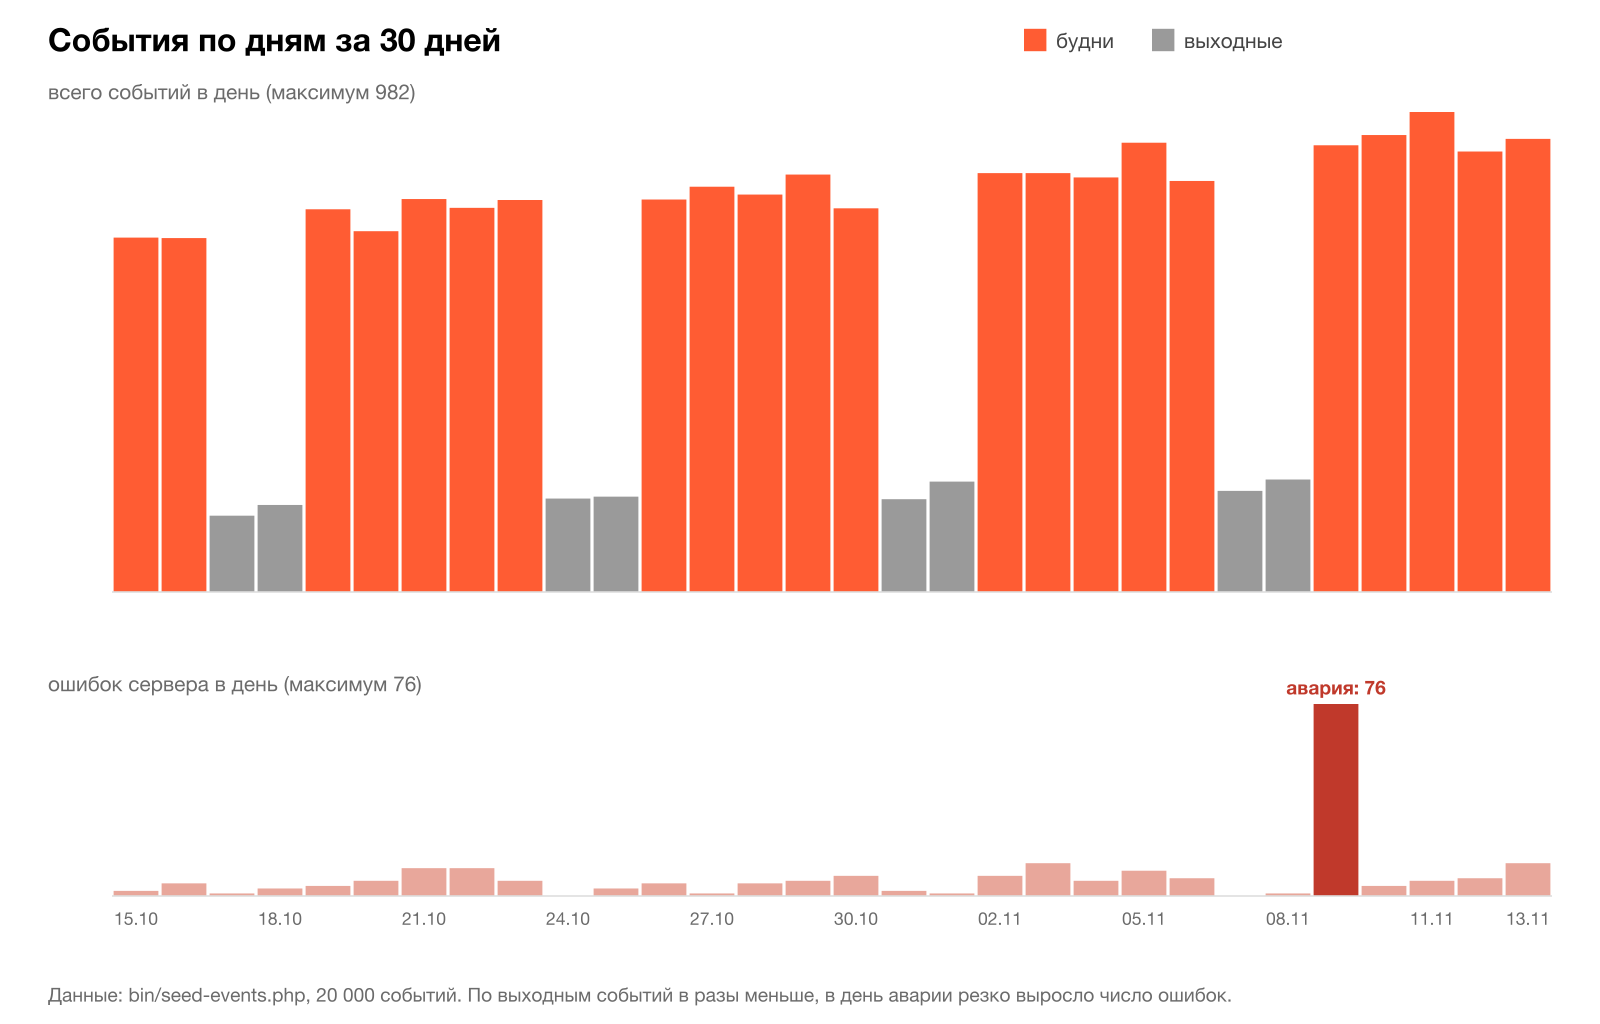 События по дням за 30 дней
будни
выходные
всего событий в день (максимум 982)
ошибок сервера в день (максимум 76)
авария: 76
15.10 18.10 21.10 24.10 27.10 30.10 02.11 05.11 08.11 11.11 13.11
Данные: bin/seed-events.php, 20 000 событий. По выходным событий в разы меньше, в день аварии резко выросло число ошибок.